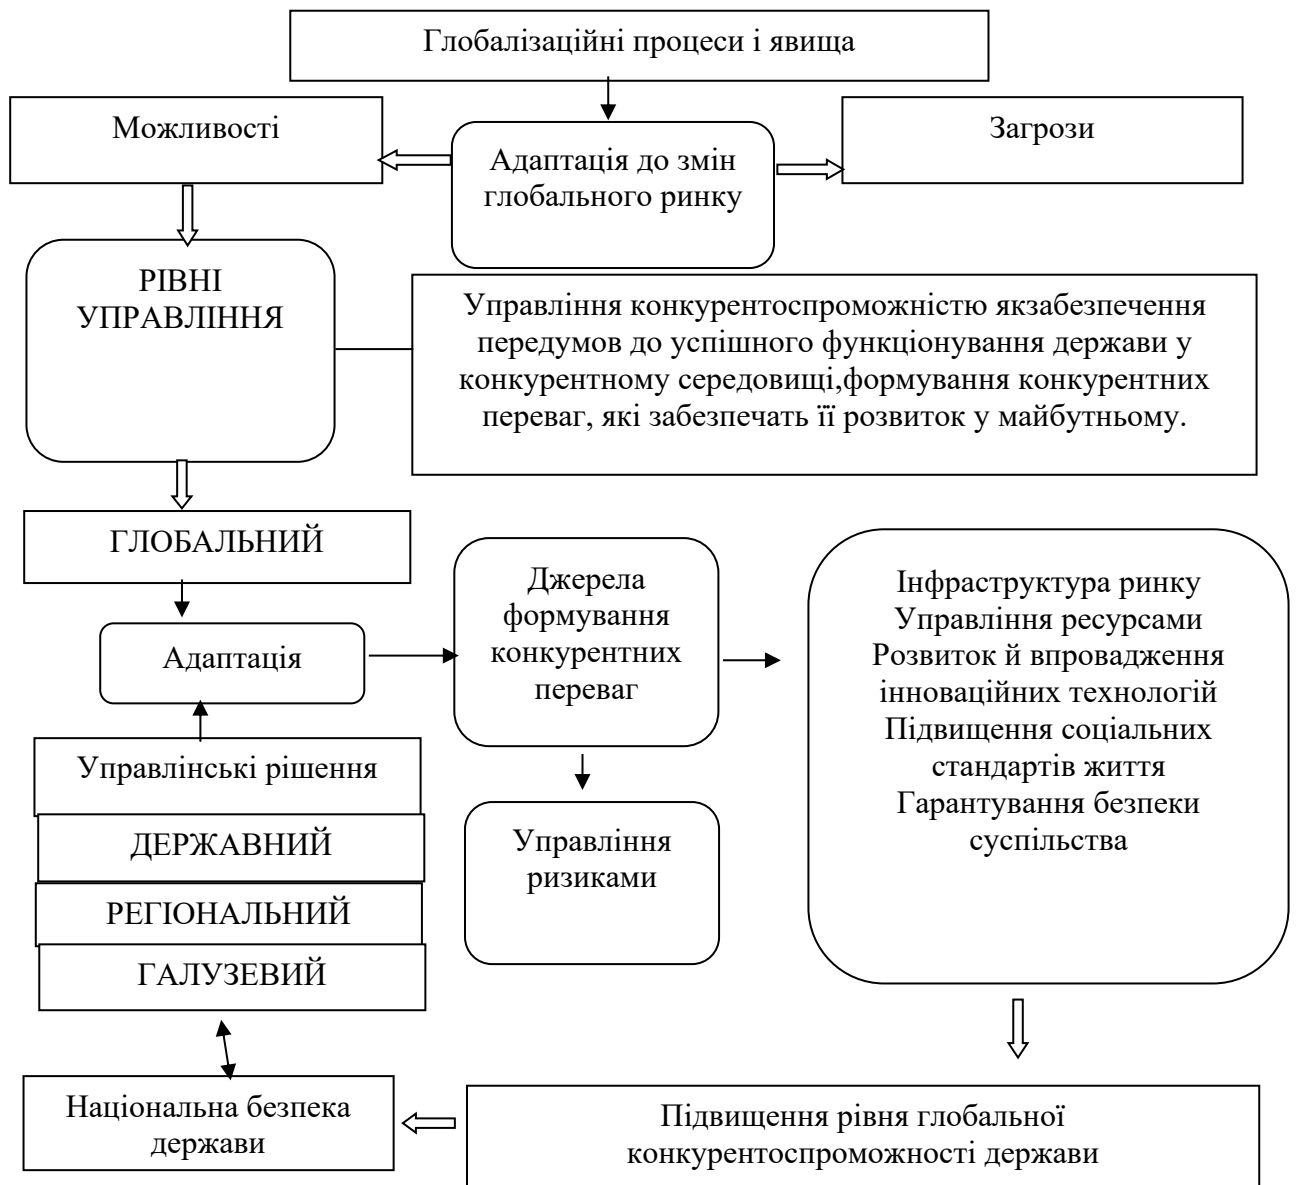 Глобалізаційні процеси і явища
Можливості
Адаптація до змін
глобального ринку
Загрози
РІВНІ
УПРАВЛІННЯ
Управління конкурентоспроможністю якзабезпечення
передумов до успішного функціонування держави у
конкурентному середовищі,формування конкурентних
переваг, які забезпечать її розвиток у майбутньому.
ГЛОБАЛЬНИЙ
Адаптація
Джерела
формування
конкурентних
переваг
Інфраструктура ринку
Управління ресурсами
Розвиток й впровадження
інноваційних технологій
Підвищення соціальних
стандартів життя
Гарантування безпеки
суспільства
Управлінські рішення
ДЕРЖАВНИЙ
РЕГІОНАЛЬНИЙ
ГАЛУЗЕВИЙ
Управління
ризиками
Національна безпека
держави
Підвищення рівня глобальної
конкурентоспроможності держави